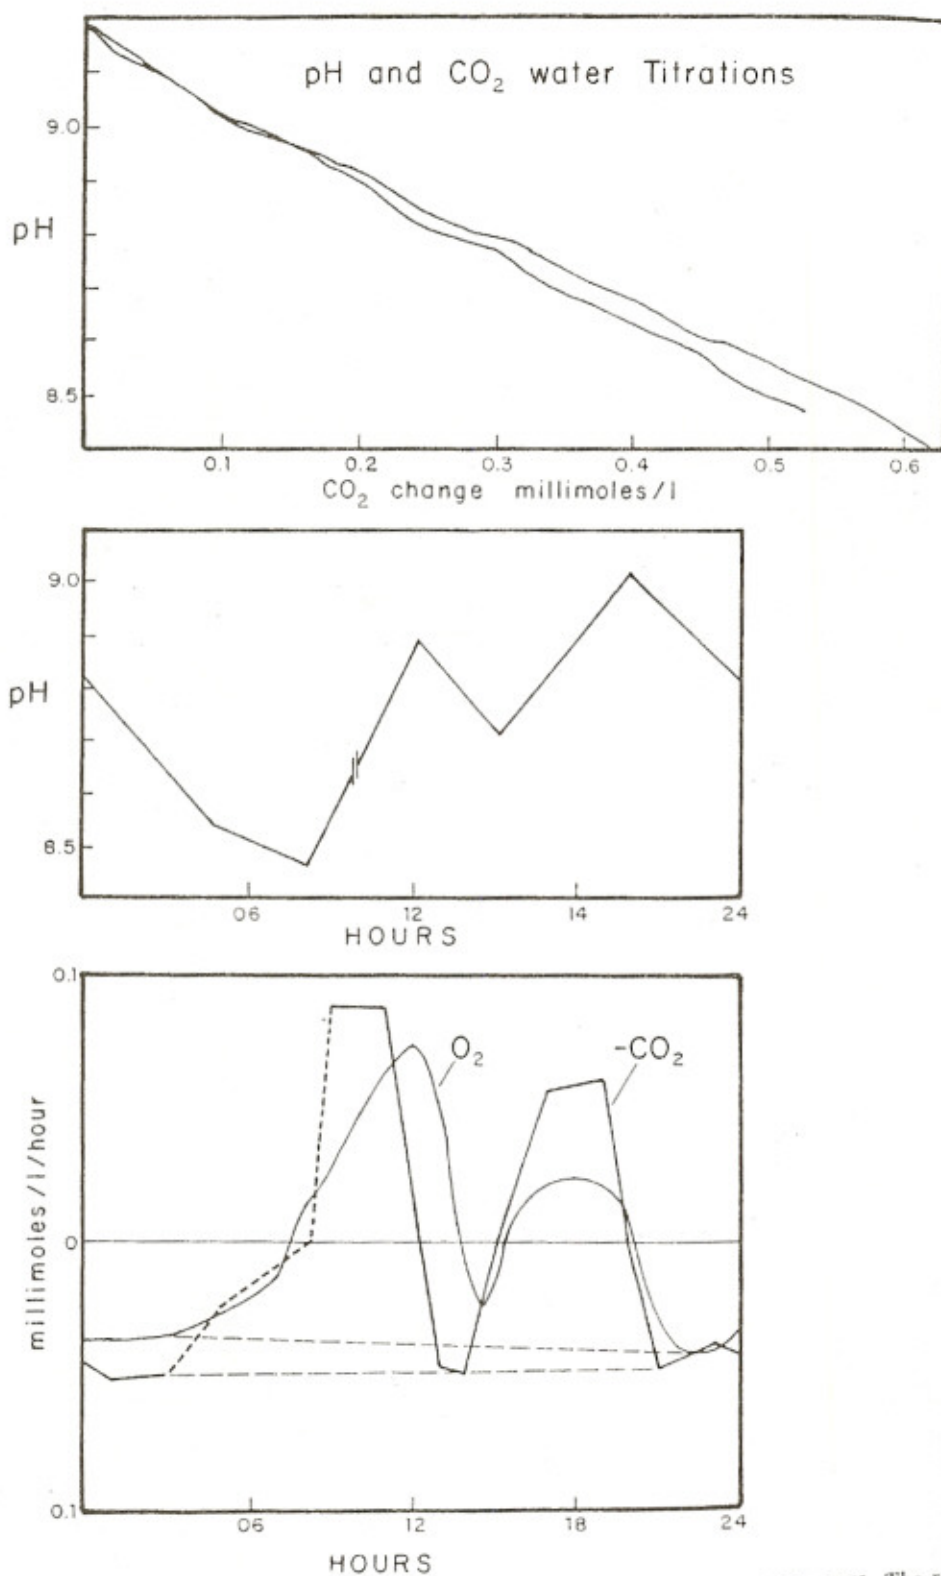 pH and CO₂ water Titrations
9.0
pH
8.5
0.1 0.2 0.3 0.4 0.5 0.6
CO₂ change millimoles/l
9.0
pH
8.5
06 12 14 24
HOURS
0.1
O₂ -CO₂
millimoles/l/hour
0
0.1
06 12 18 24
HOURS